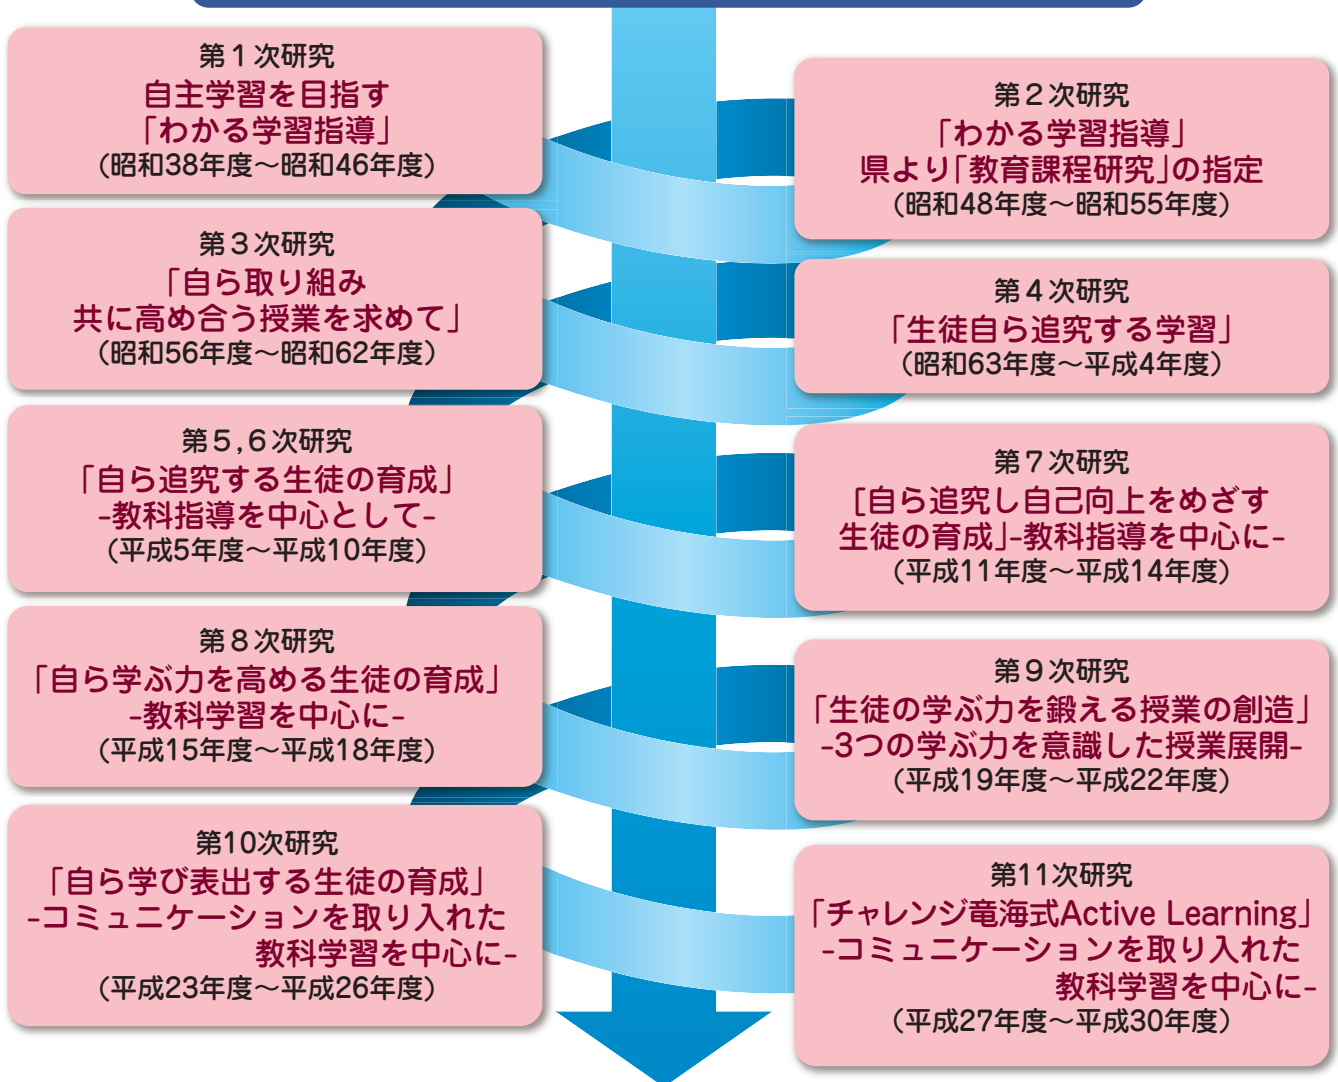 第1次研究
自主学習を目指す
「わかる学習指導」
（昭和38年度～昭和46年度）
第2次研究
「わかる学習指導」
県より「教育課程研究」の指定
（昭和48年度～昭和55年度）
第3次研究
「自ら取り組み
共に高め合う授業を求めて」
（昭和56年度～昭和62年度）
第4次研究
「生徒自ら追究する学習」
（昭和63年度～平成4年度）
第5,6次研究
「自ら追究する生徒の育成」
-教科指導を中心として-
（平成5年度～平成10年度）
第7次研究
[自ら追究し自己向上をめざす
生徒の育成」-教科指導を中心に-
（平成11年度～平成14年度）
第8次研究
「自ら学ぶ力を高める生徒の育成」
-教科学習を中心に-
（平成15年度～平成18年度）
第9次研究
「生徒の学ぶ力を鍛える授業の創造」
-3つの学ぶ力を意識した授業展開-
（平成19年度～平成22年度）
第10次研究
「自ら学び表出する生徒の育成」
-コミュニケーションを取り入れた
教科学習を中心に-
（平成23年度～平成26年度）
第11次研究
「チャレンジ竜海式Active Learning」
-コミュニケーションを取り入れた
教科学習を中心に-
（平成27年度～平成30年度）